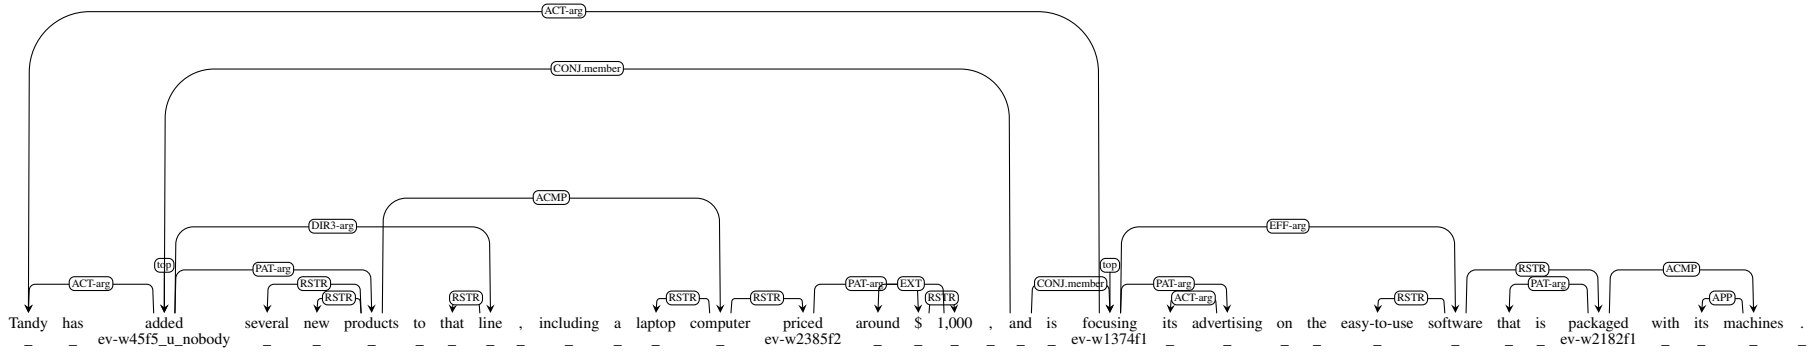 ACT-arg
CONJ.member
ACMP
DIR3-arg EFF-arg
top PAT-arg top RSTR ACMP
ACT-arg RSTR PAT-arg EXT CONJ.member PAT-arg PAT-arg
RSTR RSTR RSTR RSTR RSTR ACT-arg RSTR APP
Tandy has added several new products to that line , including a laptop computer priced around $ 1,000 , and is focusing its advertising on the easy-to-use software that is packaged with its machines .
_ _ ev-w45f5_u_nobody _ _ _ _ _ _ _ _ _ _ _ ev-w2385f2 _ _ _ _ _ _ ev-w1374f1 _ _ _ _ _ _ _ _ ev-w2182f1 _ _ _ _